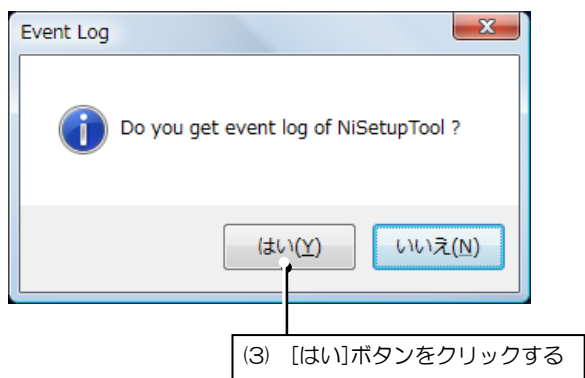 Event Log
Do you get event log of NiSetupTool ?
はい(Y) いいえ(N)
(3) [はい]ボタンをクリックする